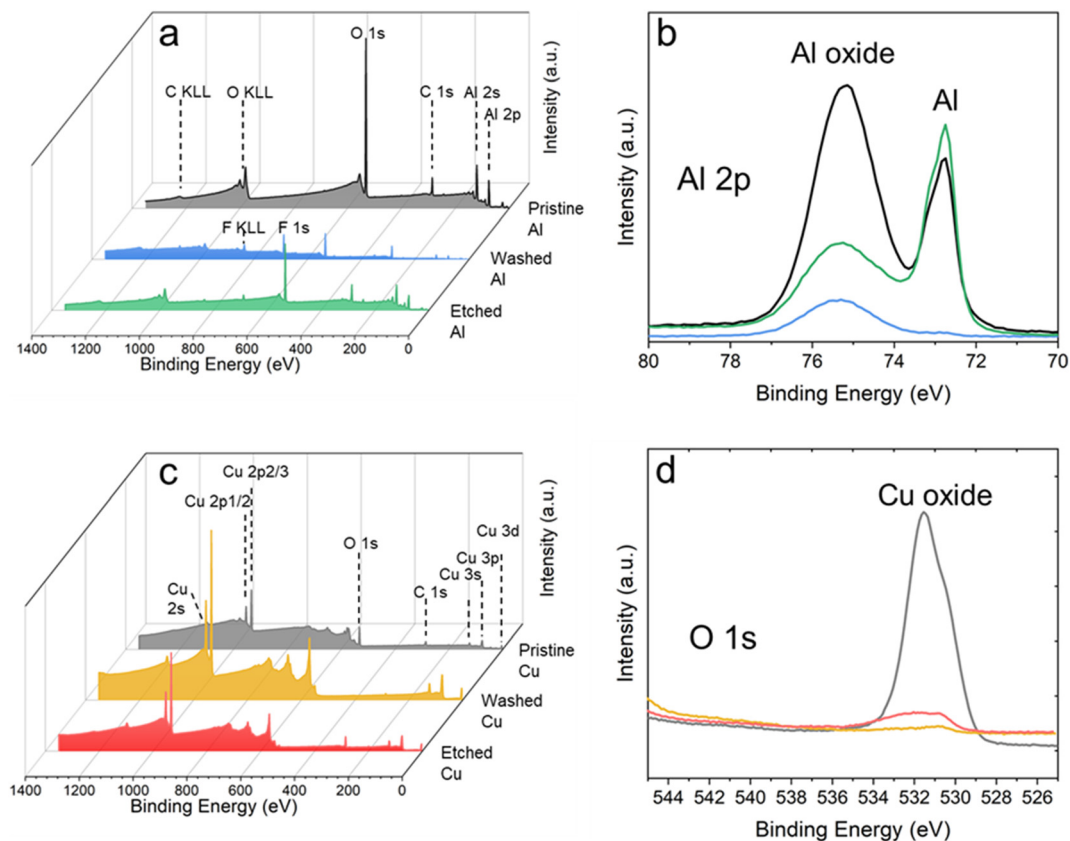 a
O 1s
C KLL
O KLL
C 1s
Al 2s
Al 2p
Intensity (a.u.)
Pristine
Al
F KLL
F 1s
Washed
Al
Etched
Al
1400
1200
1000
800
600
400
200
0
Binding Energy (eV)
b
Al oxide
Al
Al 2p
Intensity (a.u.)
80
78
76
74
72
70
Binding Energy (eV)
c
Cu 2p2/3
Cu 2p1/2
Cu
2s
O 1s
C 1s
Cu 3s
Cu 3p
Cu 3d
Intensity (a.u.)
Pristine
Cu
Washed
Cu
Etched
Cu
1400
1200
1000
800
600
400
200
0
Binding Energy (eV)
d
Cu oxide
O 1s
Intensity (a.u.)
544
542
540
538
536
534
532
530
528
526
Binding Energy (eV)